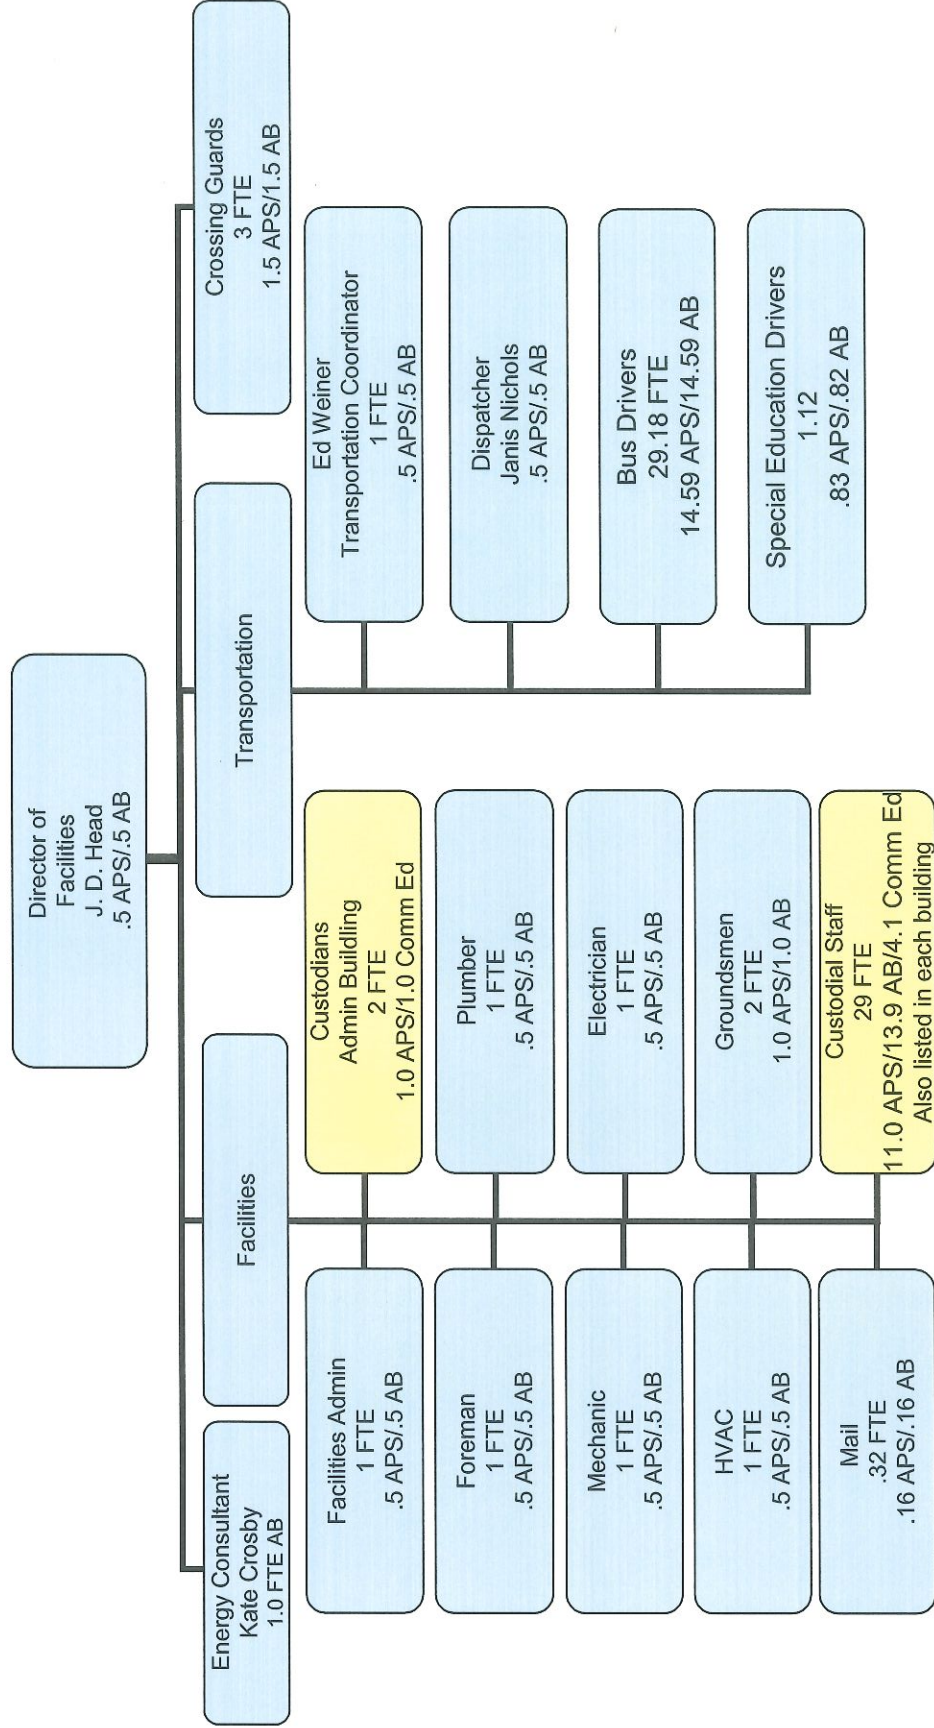 Director of
Facilities
J. D. Head
.5 APS/.5 AB
Energy Consultant
Kate Crosby
1.0 FTE AB
Facilities
Transportation
Crossing Guards
3 FTE
1.5 APS/1.5 AB
Facilities Admin
1 FTE
.5 APS/.5 AB
Custodians
Admin Buidling
2 FTE
1.0 APS/1.0 Comm Ed
Ed Weiner
Transportation Coordinator
1 FTE
.5 APS/.5 AB
Foreman
1 FTE
.5 APS/.5 AB
Plumber
1 FTE
.5 APS/.5 AB
Dispatcher
Janis Nichols
.5 APS/.5 AB
Mechanic
1 FTE
.5 APS/.5 AB
Electrician
1 FTE
.5 APS/.5 AB
Bus Drivers
29.18 FTE
14.59 APS/14.59 AB
HVAC
1 FTE
.5 APS/.5 AB
Groundsmen
2 FTE
1.0 APS/1.0 AB
Special Education Drivers
1.12
.83 APS/.82 AB
Mail
.32 FTE
.16 APS/.16 AB
Custodial Staff
29 FTE
11.0 APS/13.9 AB/4.1 Comm Ed
Also listed in each building